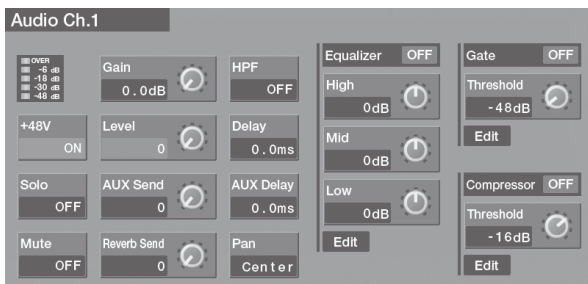 Audio Ch.1
OVER
-6 dB
-18 dB
-30 dB
-48 dB
Gain
0.0dB
HPF
OFF
+48V
ON
Level
0
Delay
0.0ms
Solo
OFF
AUX Send
0
AUX Delay
0.0ms
Mute
OFF
Reverb Send
0
Pan
Center
Equalizer OFF
High
0dB
Mid
0dB
Low
0dB
Edit
Gate OFF
Threshold
-48dB
Edit
Compressor OFF
Threshold
-16dB
Edit